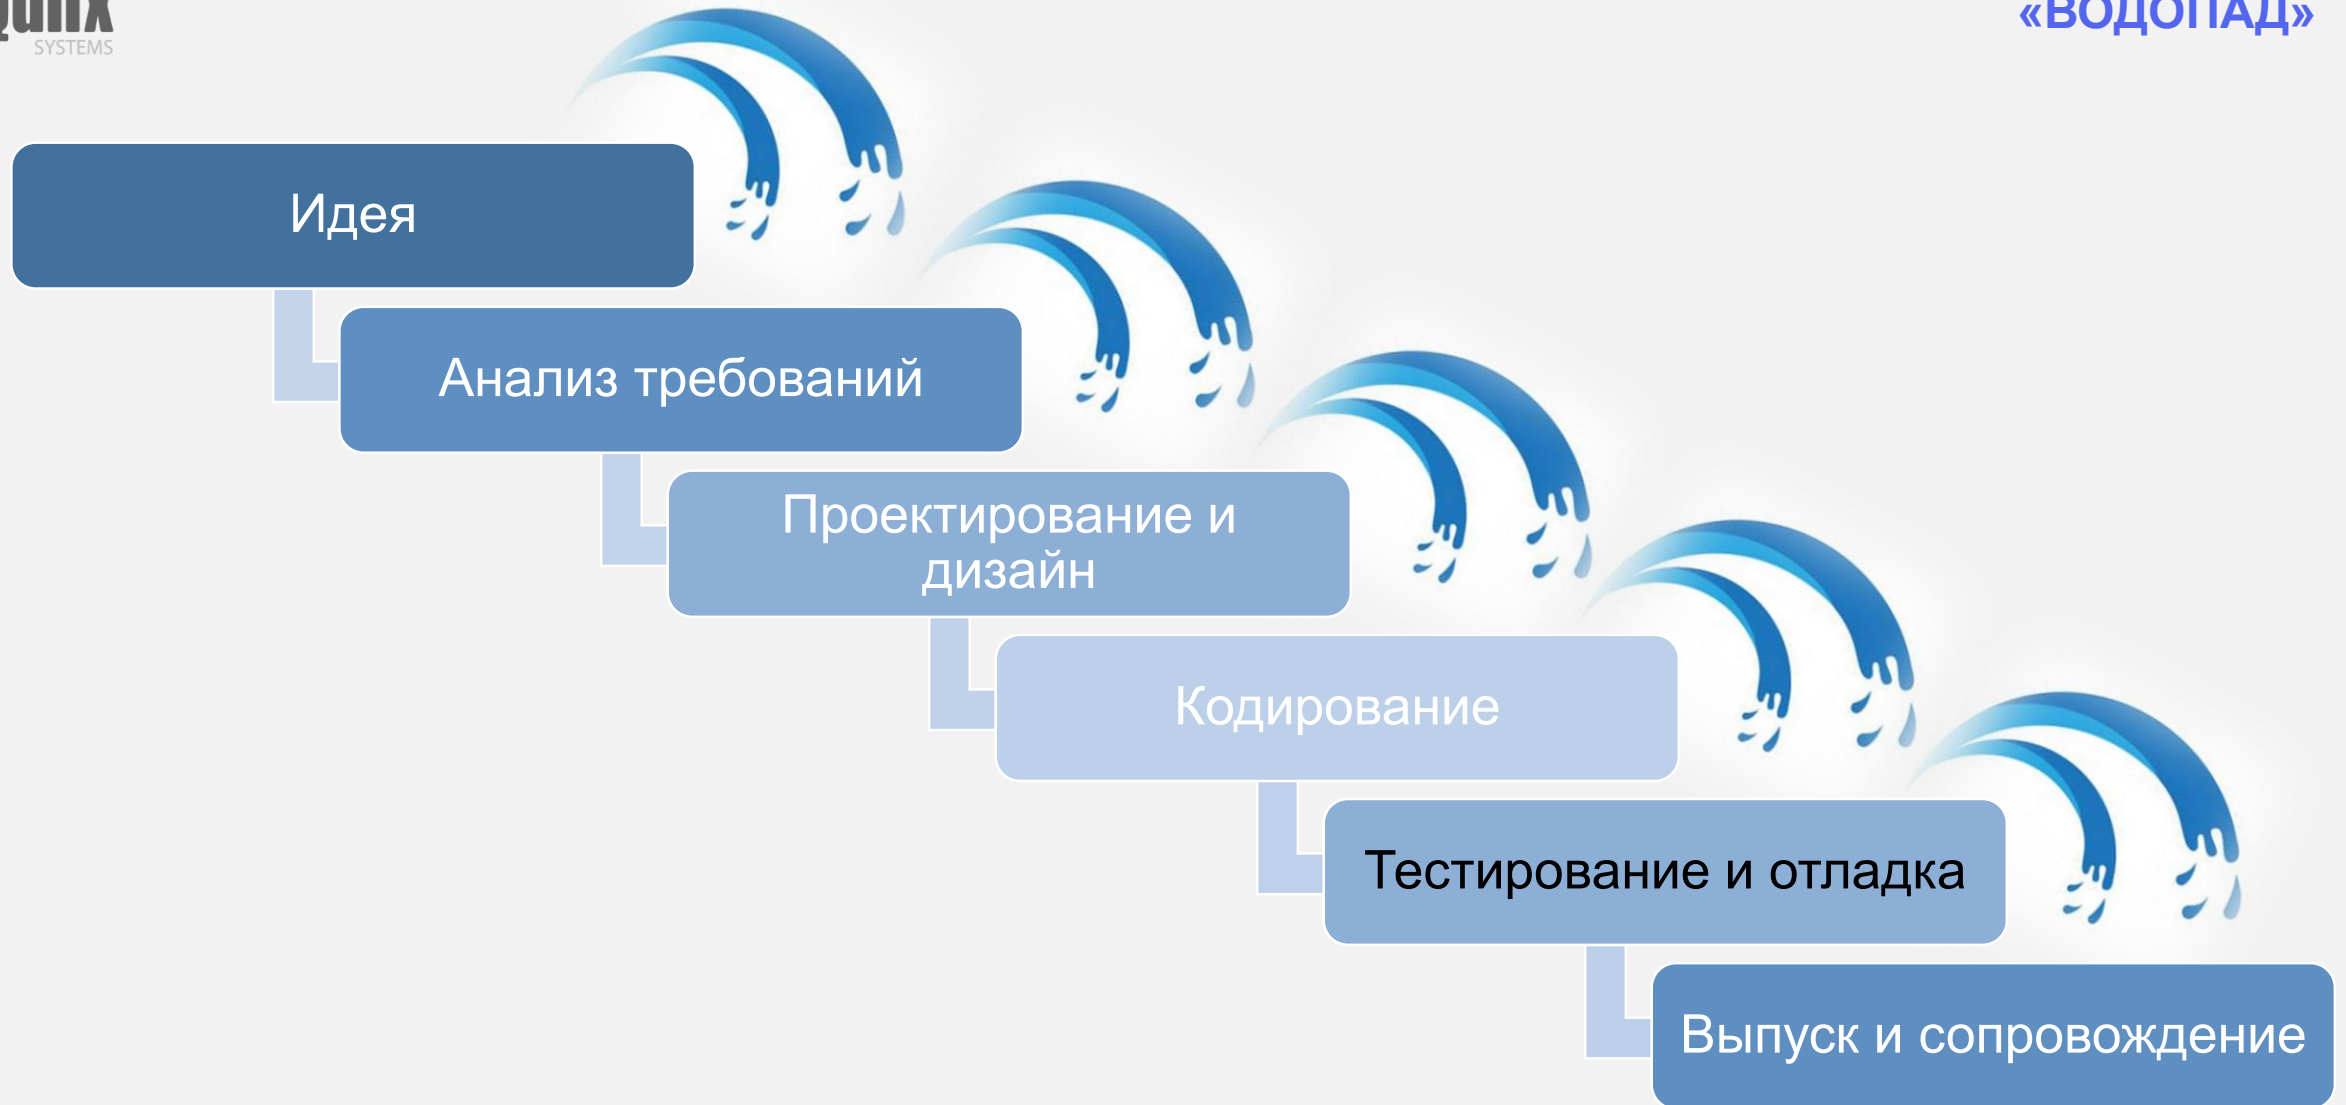 SYSTEMS
«ВОДОПАД»
Идея
Анализ требований
Проектирование и
дизайн
Кодирование
Тестирование и отладка
Выпуск и сопровождение